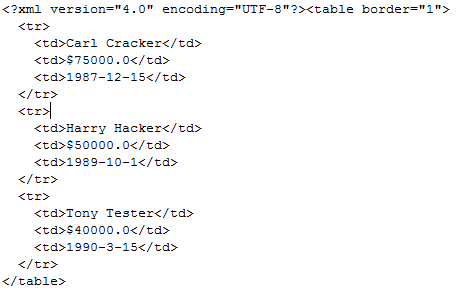 <?xml version="4.0" encoding="UTF-8"?><table border="1">
  <tr>
    <td>Carl Cracker</td>
    <td>$75000.0</td>
    <td>1987-12-15</td>
  </tr>
  <tr>
    <td>Harry Hacker</td>
    <td>$50000.0</td>
    <td>1989-10-1</td>
  </tr>
  <tr>
    <td>Tony Tester</td>
    <td>$40000.0</td>
    <td>1990-3-15</td>
  </tr>
</table>